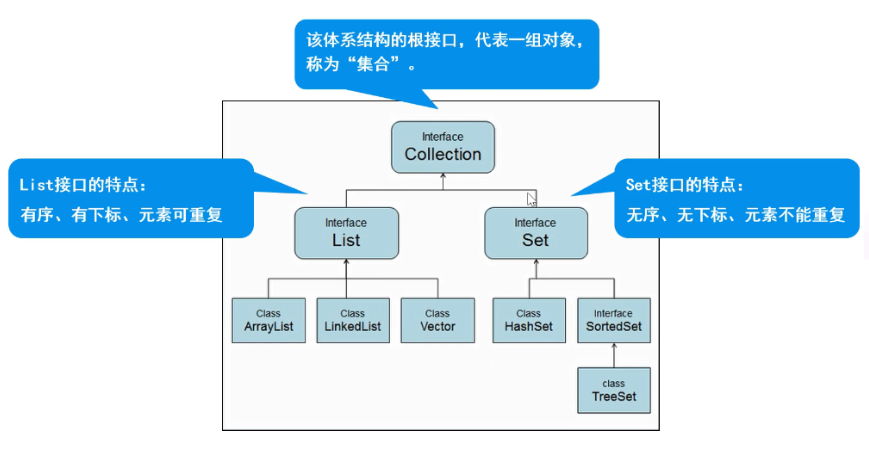 该体系结构的根接口，代表一组对象，
称为“集合”。
Interface
Collection
List接口的特点：
有序、有下标、元素可重复
Set接口的特点：
无序、无下标、元素不能重复
Interface
List
Interface
Set
Class
ArrayList
Class
LinkedList
Class
Vector
Class
HashSet
Interface
SortedSet
class
TreeSet